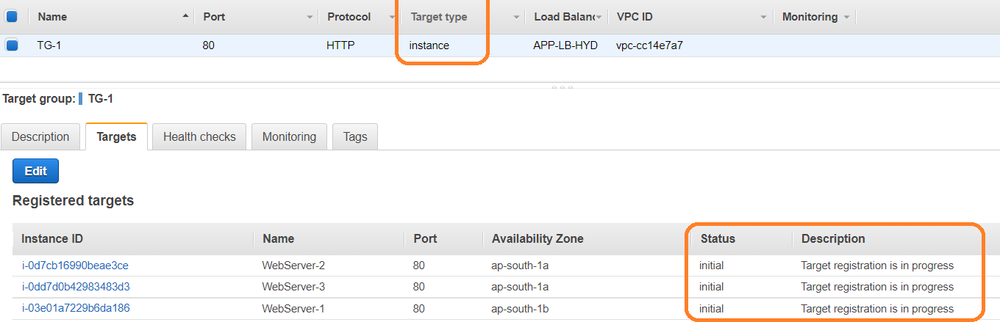 Name Port Protocol Target type Load Balanc VPC ID Monitoring
TG-1 80 HTTP instance APP-LB-HYD vpc-cc14e7a7
Target group: TG-1
Description Targets Health checks Monitoring Tags
Edit
Registered targets
Instance ID Name Port Availability Zone Status Description
i-0d7cb16990beae3ce WebServer-2 80 ap-south-1a initial Target registration is in progress
i-0dd7d0b42983483d3 WebServer-3 80 ap-south-1a initial Target registration is in progress
i-03e01a7229b6da186 WebServer-1 80 ap-south-1b initial Target registration is in progress